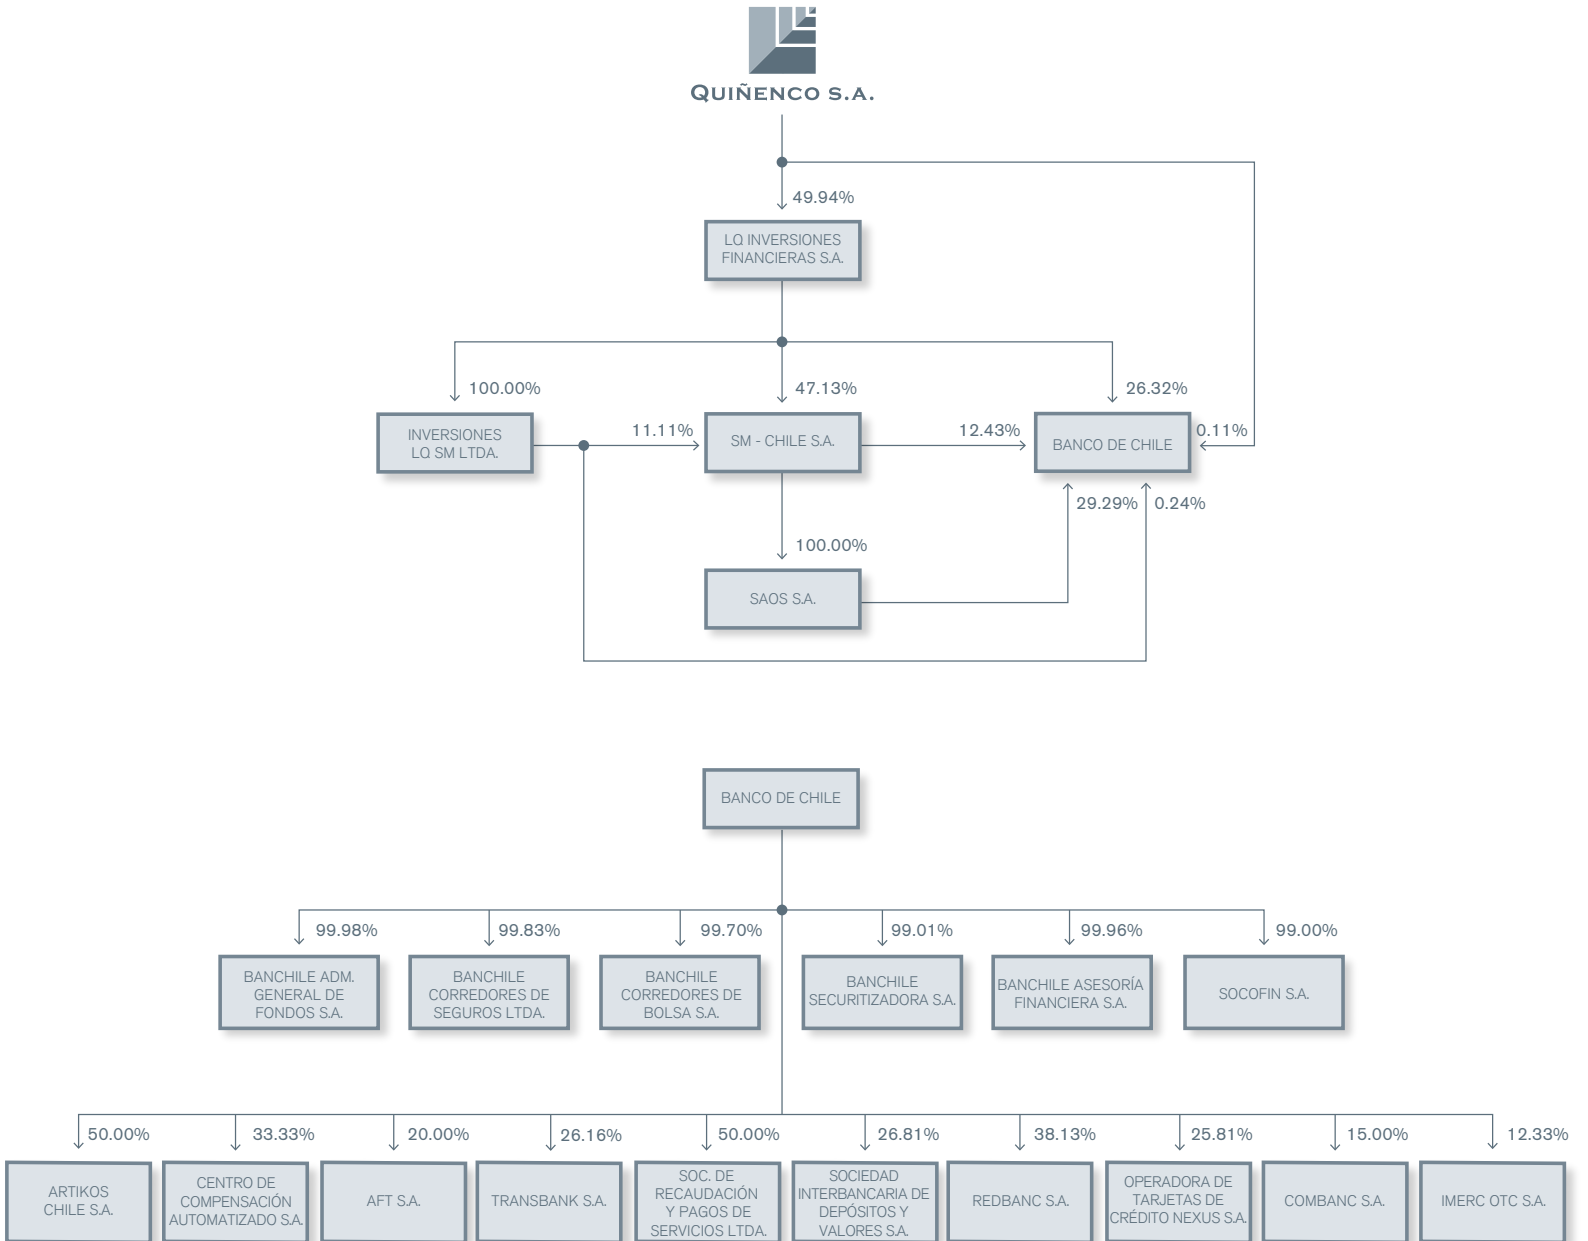 QUIÑENCO S.A.
49.94%
LQ INVERSIONES
FINANCIERAS S.A.
100.00%
47.13%
26.32%
INVERSIONES
LQ SM LTDA.
11.11%
SM - CHILE S.A.
12.43%
BANCO DE CHILE
0.11%
29.29%
0.24%
100.00%
SAOS S.A.
BANCO DE CHILE
99.98%
99.83%
99.70%
99.01%
99.96%
99.00%
BANCHILE ADM.
GENERAL DE
FONDOS S.A.
BANCHILE
CORREDORES DE
SEGUROS LTDA.
BANCHILE
CORREDORES DE
BOLSA S.A.
BANCHILE
SECURITIZADORA S.A.
BANCHILE ASESORÍA
FINANCIERA S.A.
SOCOFIN S.A.
50.00%
33.33%
20.00%
26.16%
50.00%
26.81%
38.13%
25.81%
15.00%
12.33%
ARTIKOS
CHILE S.A.
CENTRO DE
COMPENSACIÓN
AUTOMATIZADO S.A.
AFT S.A.
TRANSBANK S.A.
SOC. DE
RECAUDACIÓN
Y PAGOS DE
SERVICIOS LTDA.
SOCIEDAD
INTERBANCARIA DE
DEPÓSITOS Y
VALORES S.A.
REDBANC S.A.
OPERADORA DE
TARJETAS DE
CRÉDITO NEXUS S.A.
COMBANC S.A.
IMERC OTC S.A.